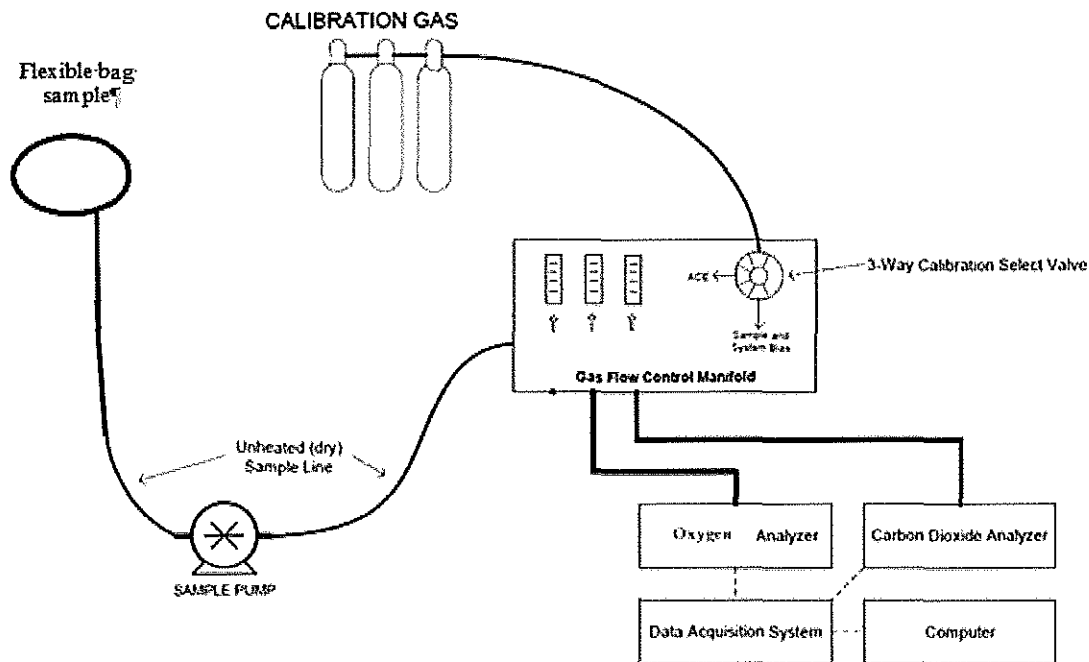 CALIBRATION GAS
Flexible·bag·
sample¶
3-Way Calibration Select Valve
ACE
Sample and
System Bias
Gas Flow Control Manifold
Unheated (dry)
Sample Line
SAMPLE PUMP
Oxygen Analyzer
Carbon Dioxide Analyzer
Data Acquisition System
Computer